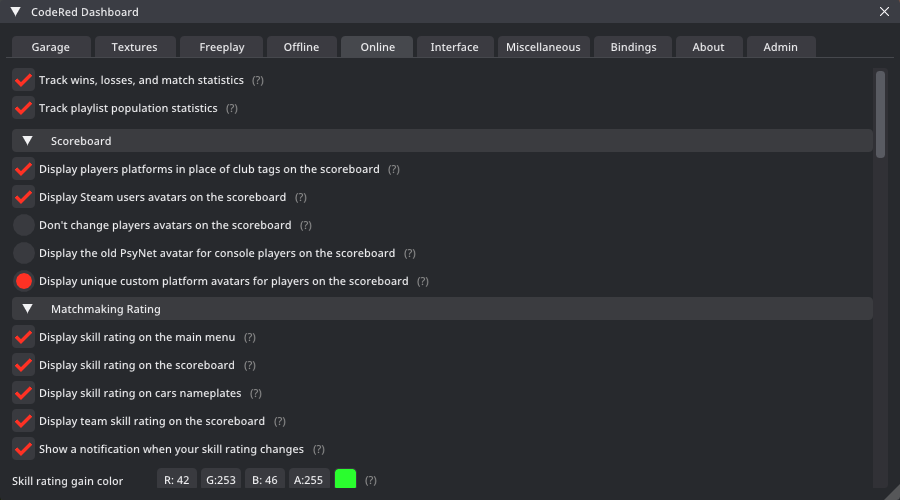 CodeRed Dashboard
Garage Textures Freeplay Offline Online Interface Miscellaneous Bindings About Admin
Track wins, losses, and match statistics (?)
Track playlist population statistics (?)
Scoreboard
Display players platforms in place of club tags on the scoreboard (?)
Display Steam users avatars on the scoreboard (?)
Don't change players avatars on the scoreboard (?)
Display the old PsyNet avatar for console players on the scoreboard (?)
Display unique custom platform avatars for players on the scoreboard (?)
Matchmaking Rating
Display skill rating on the main menu (?)
Display skill rating on the scoreboard (?)
Display skill rating on cars nameplates (?)
Display team skill rating on the scoreboard (?)
Show a notification when your skill rating changes (?)
Skill rating gain color R: 42 G:253 B: 46 A:255 (?)